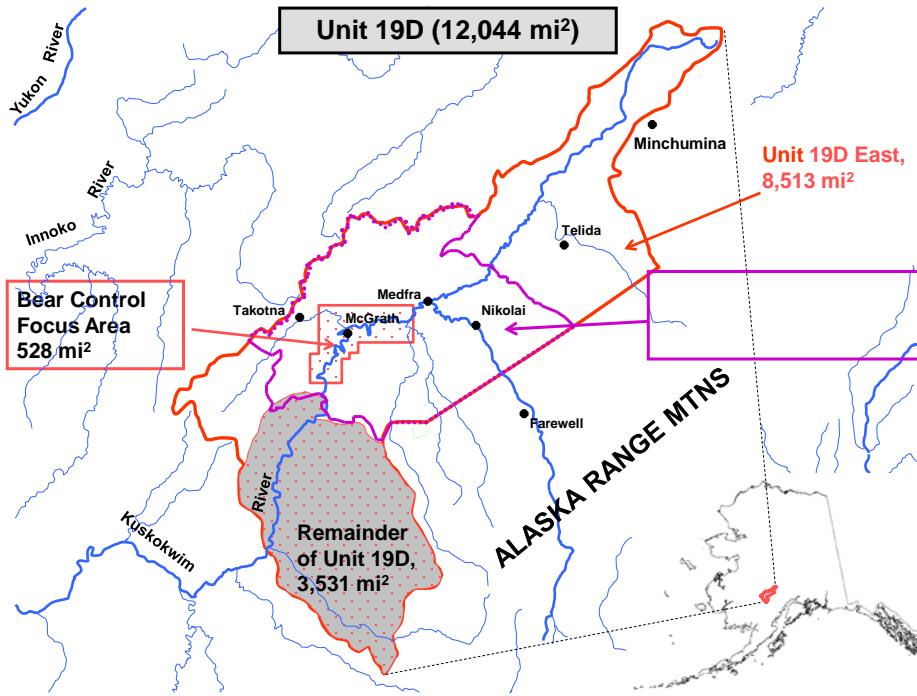 Unit 19D (12,044 mi²)
Yukon River
Minchumina
Unit 19D East,
8,513 mi²
Innoko River
Telida
Bear Control
Focus Area
528 mi²
Medfra
Takotna
McGrath
Nikolai
ALASKA RANGE MTNS
Farewell
River
Kuskokwim
Remainder
of Unit 19D,
3,531 mi²